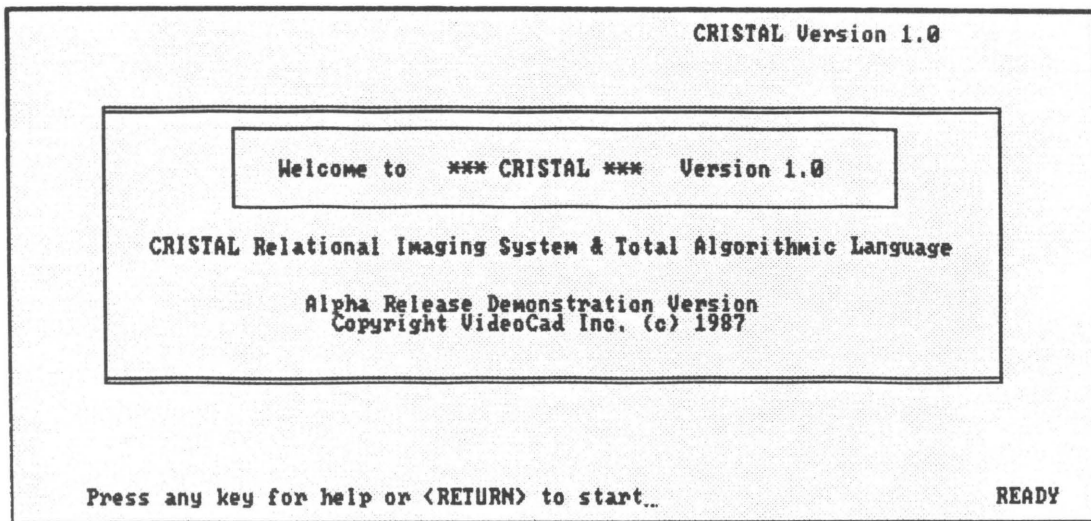 CRISTAL Version 1.0
Welcome to *** CRISTAL *** Version 1.0
CRISTAL Relational Imaging System & Total Algorithmic Language
Alpha Release Demonstration Version
Copyright VideoCad Inc. (c) 1987
Press any key for help or <RETURN> to start…
READY